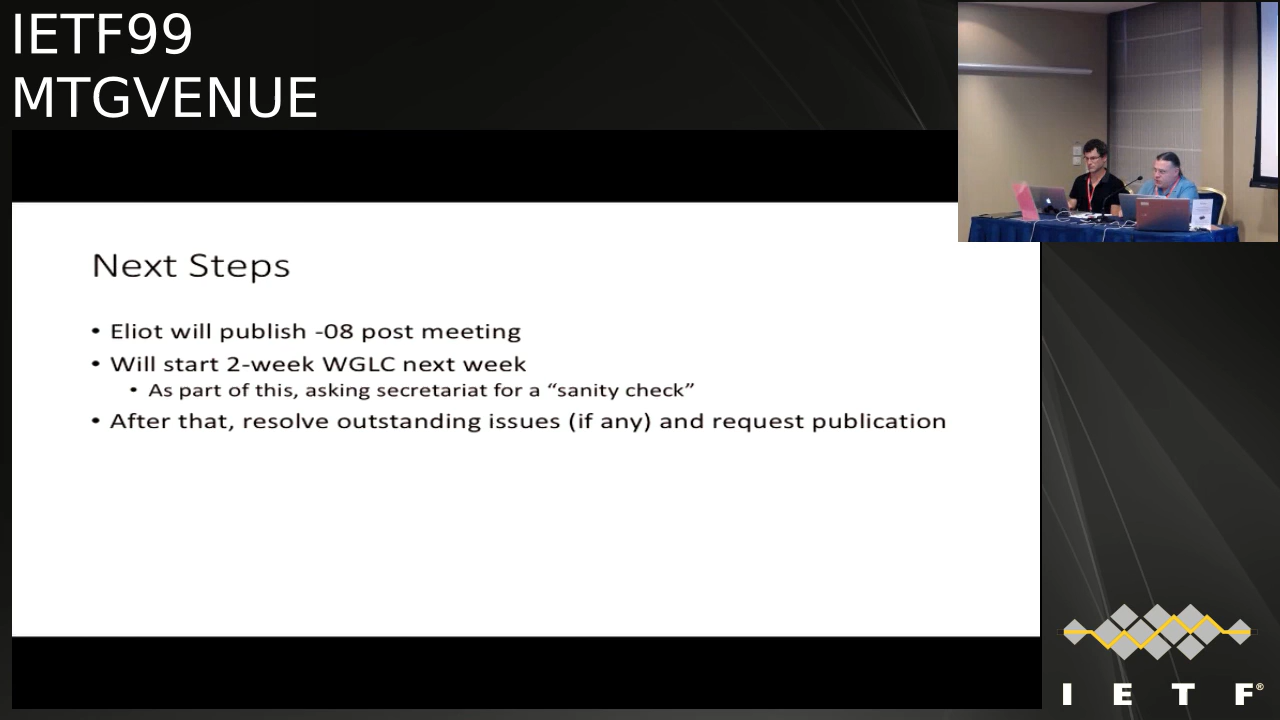 IETF99
MTGVENUE
Next Steps
• Eliot will publish -08 post meeting
• Will start 2-week WGLC next week
• As part of this, asking secretariat for a “sanity check”
• After that, resolve outstanding issues (if any) and request publication
I E T F®